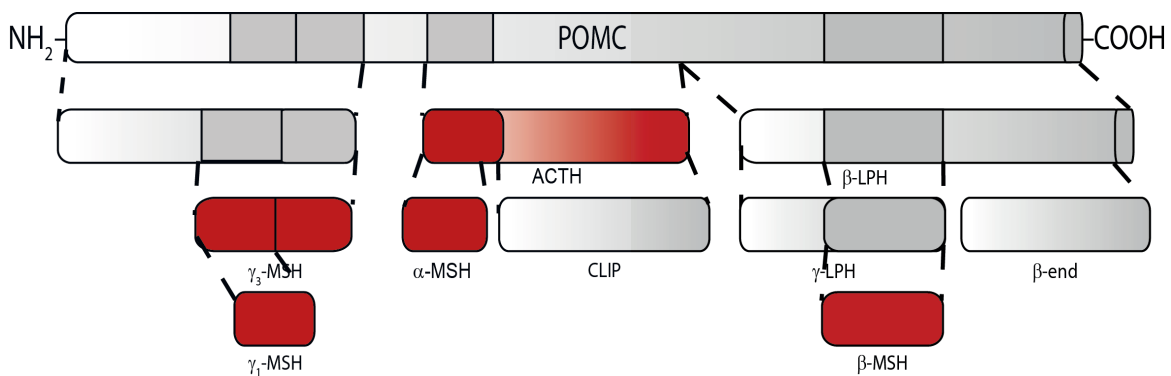 NH₂ POMC COOH
ACTH β-LPH
γ₃-MSH α-MSH CLIP γ-LPH β-end
γ₁-MSH β-MSH